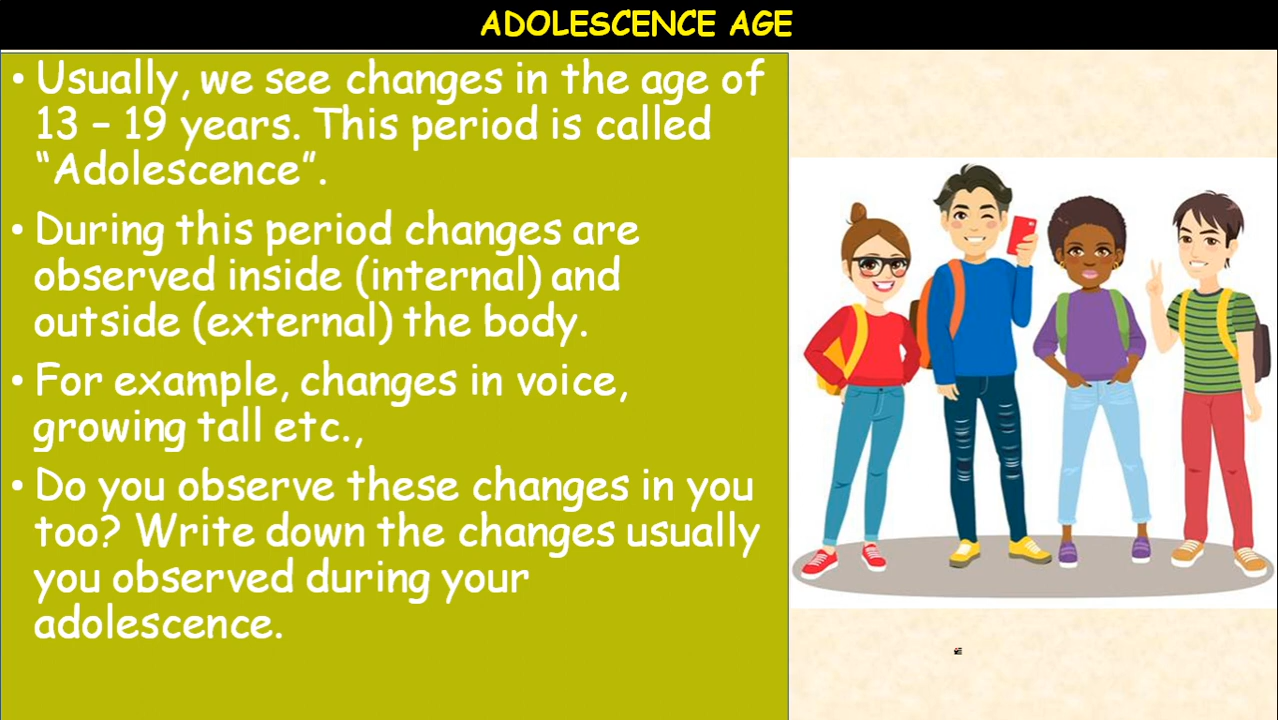 ADOLESCENCE AGE
• Usually, we see changes in the age of
13 – 19 years. This period is called
“Adolescence”.
• During this period changes are
observed inside (internal) and
outside (external) the body.
• For example, changes in voice,
growing tall etc.,
• Do you observe these changes in you
too? Write down the changes usually
you observed during your
adolescence.